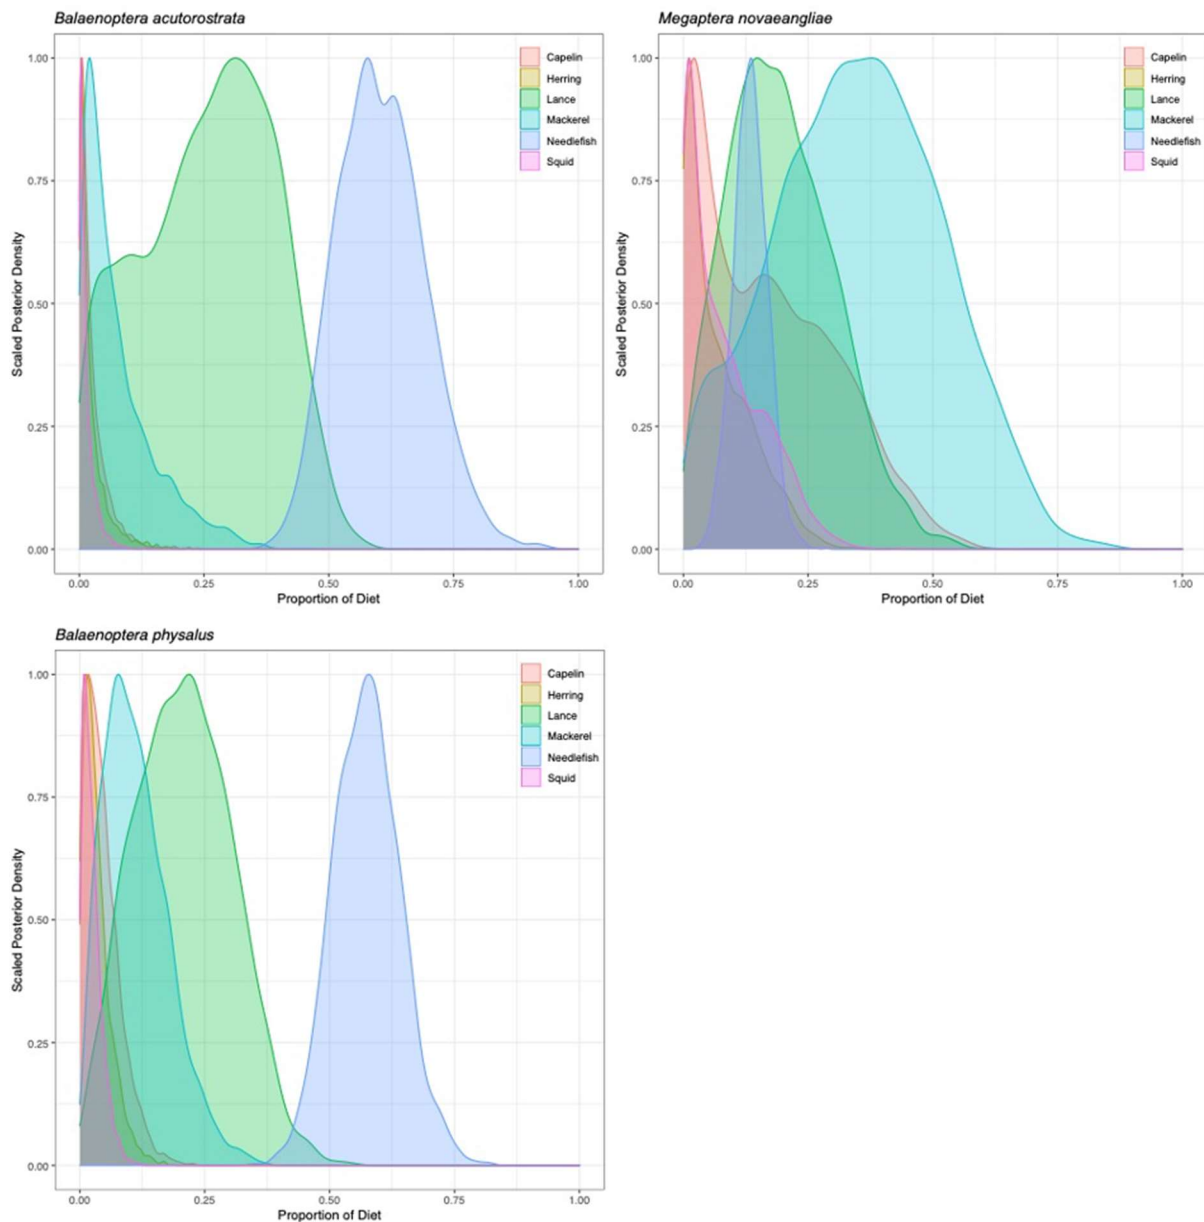 Balaenoptera acutorostrata
1.00
0.75
0.50
0.25
0.00
Scaled Posterior Density
0.00 0.25 0.50 0.75 1.00
Proportion of Diet
Capelin
Herring
Lance
Mackerel
Needlefish
Squid
Megaptera novaeangliae
1.00
0.75
0.50
0.25
0.00
Scaled Posterior Density
0.00 0.25 0.50 0.75 1.00
Proportion of Diet
Capelin
Herring
Lance
Mackerel
Needlefish
Squid
Balaenoptera physalus
1.00
0.75
0.50
0.25
0.00
Scaled Posterior Density
0.00 0.25 0.50 0.75 1.00
Proportion of Diet
Capelin
Herring
Lance
Mackerel
Needlefish
Squid